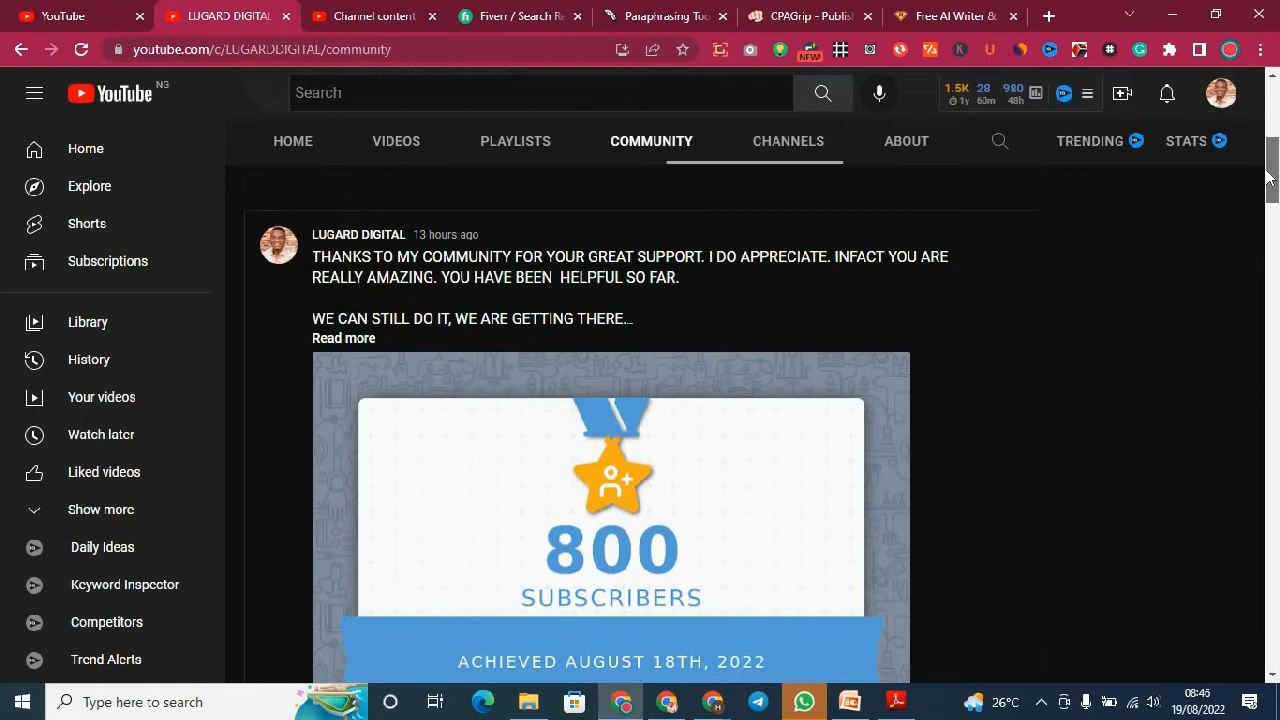 YouTube
LUGARD DIGITAL
Channel content
Fiverr / Search Re
Paraphrasing Too
CPAGrip - Publish
Free AI Writer &
youtube.com/c/LUGARDDIGITAL/community
NEW!
YouTube NG
Search
1.5K 28 980
1y 60m 48h
HOME VIDEOS PLAYLISTS COMMUNITY CHANNELS ABOUT TRENDING STATS
Home
Explore
Shorts
Subscriptions
Library
History
Your videos
Watch later
Liked videos
Show more
Daily Ideas
Keyword Inspector
Competitors
Trend Alerts
LUGARD DIGITAL 13 hours ago
THANKS TO MY COMMUNITY FOR YOUR GREAT SUPPORT. I DO APPRECIATE. INFACT YOU ARE
REALLY AMAZING. YOU HAVE BEEN HELPFUL SO FAR.
WE CAN STILL DO IT, WE ARE GETTING THERE...
Read more
800
SUBSCRIBERS
ACHIEVED AUGUST 18TH, 2022
Type here to search
26°C
08:45
19/08/2022